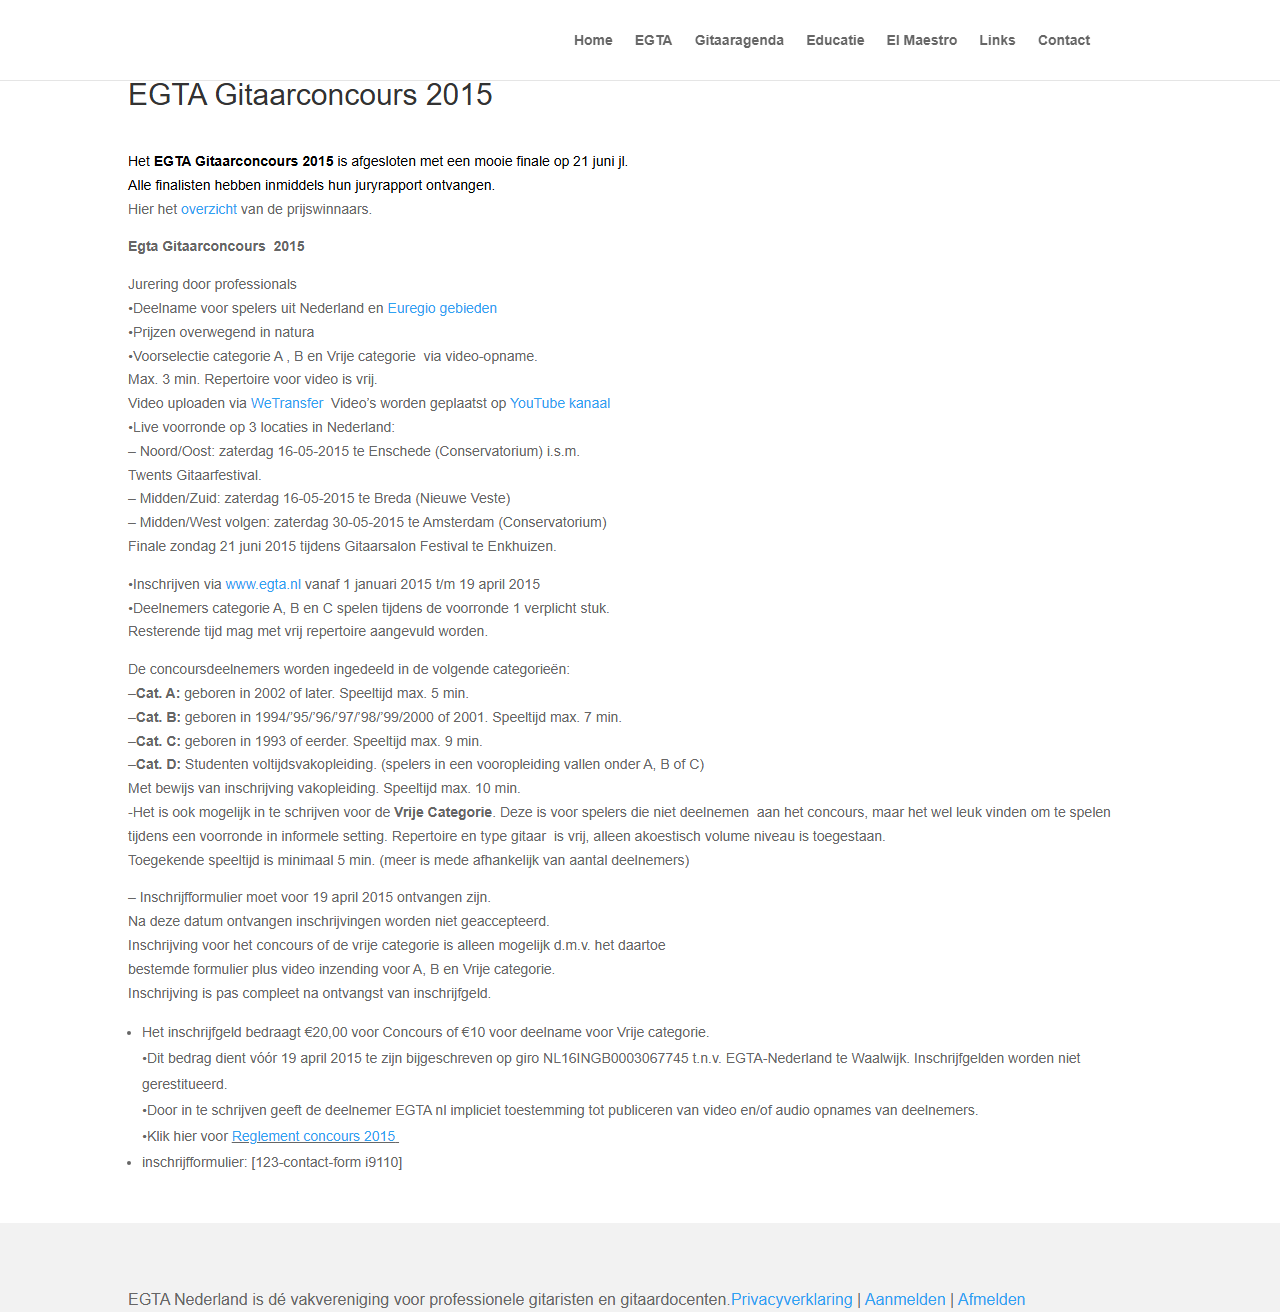 Home EGTA Gitaaragenda Educatie El Maestro Links Contact
EGTA Gitaarconcours 2015
Het EGTA Gitaarconcours 2015 is afgesloten met een mooie finale op 21 juni jl.
Alle finalisten hebben inmiddels hun juryrapport ontvangen.
Hier het overzicht van de prijswinnaars.
Egta Gitaarconcours  2015
Jurering door professionals
•Deelname voor spelers uit Nederland en Euregio gebieden
•Prijzen overwegend in natura
•Voorselectie categorie A , B en Vrije categorie  via video-opname.
Max. 3 min. Repertoire voor video is vrij.
Video uploaden via WeTransfer  Video’s worden geplaatst op YouTube kanaal
•Live voorronde op 3 locaties in Nederland:
– Noord/Oost: zaterdag 16-05-2015 te Enschede (Conservatorium) i.s.m.
Twents Gitaarfestival.
– Midden/Zuid: zaterdag 16-05-2015 te Breda (Nieuwe Veste)
– Midden/West volgen: zaterdag 30-05-2015 te Amsterdam (Conservatorium)
Finale zondag 21 juni 2015 tijdens Gitaarsalon Festival te Enkhuizen.
•Inschrijven via www.egta.nl vanaf 1 januari 2015 t/m 19 april 2015
•Deelnemers categorie A, B en C spelen tijdens de voorronde 1 verplicht stuk.
Resterende tijd mag met vrij repertoire aangevuld worden.
De concoursdeelnemers worden ingedeeld in de volgende categorieën:
–Cat. A: geboren in 2002 of later. Speeltijd max. 5 min.
–Cat. B: geboren in 1994/’95/’96/’97/’98/’99/2000 of 2001. Speeltijd max. 7 min.
–Cat. C: geboren in 1993 of eerder. Speeltijd max. 9 min.
–Cat. D: Studenten voltijdsvakopleiding. (spelers in een vooropleiding vallen onder A, B of C)
Met bewijs van inschrijving vakopleiding. Speeltijd max. 10 min.
-Het is ook mogelijk in te schrijven voor de Vrije Categorie. Deze is voor spelers die niet deelnemen  aan het concours, maar het wel leuk vinden om te spelen
tijdens een voorronde in informele setting. Repertoire en type gitaar  is vrij, alleen akoestisch volume niveau is toegestaan.
Toegekende speeltijd is minimaal 5 min. (meer is mede afhankelijk van aantal deelnemers)
– Inschrijfformulier moet voor 19 april 2015 ontvangen zijn.
Na deze datum ontvangen inschrijvingen worden niet geaccepteerd.
Inschrijving voor het concours of de vrije categorie is alleen mogelijk d.m.v. het daartoe
bestemde formulier plus video inzending voor A, B en Vrije categorie.
Inschrijving is pas compleet na ontvangst van inschrijfgeld.
• Het inschrijfgeld bedraagt €20,00 voor Concours of €10 voor deelname voor Vrije categorie.
•Dit bedrag dient vóór 19 april 2015 te zijn bijgeschreven op giro NL16INGB0003067745 t.n.v. EGTA-Nederland te Waalwijk. Inschrijfgelden worden niet
gerestitueerd.
•Door in te schrijven geeft de deelnemer EGTA nl impliciet toestemming tot publiceren van video en/of audio opnames van deelnemers.
•Klik hier voor Reglement concours 2015
• inschrijfformulier: [123-contact-form i9110]
EGTA Nederland is dé vakvereniging voor professionele gitaristen en gitaardocenten.Privacyverklaring | Aanmelden | Afmelden